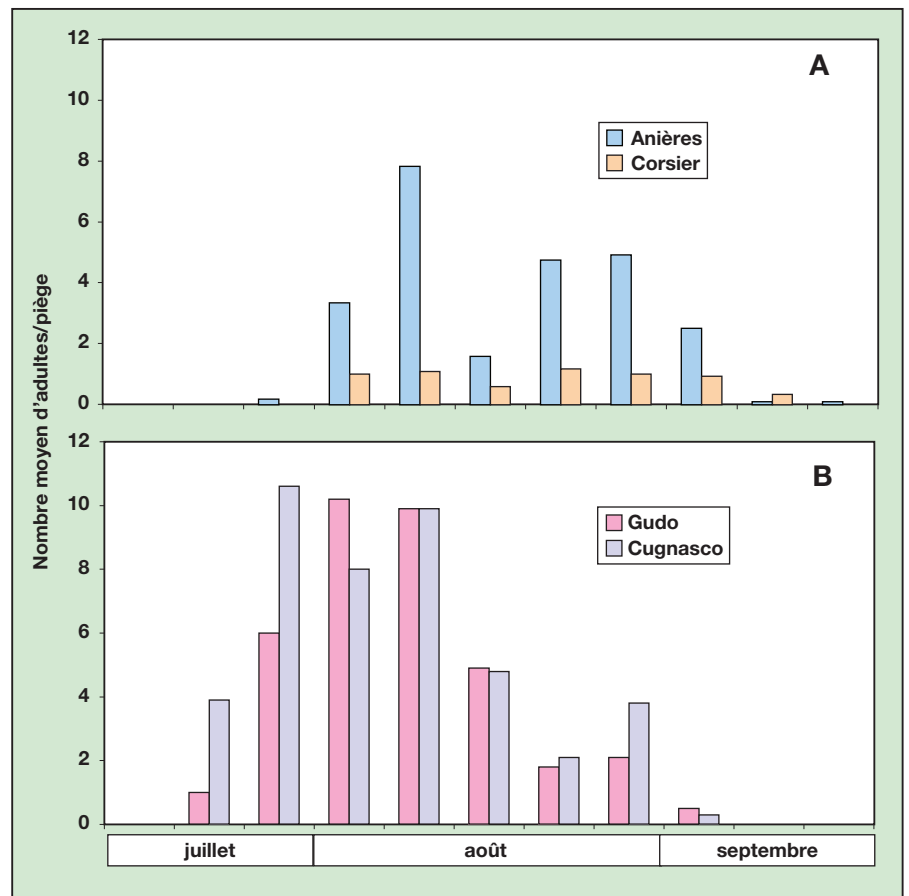 Nombre moyen d'adultes/piège
12
10
8
6
4
2
0
A
Anières
Corsier
12
10
8
6
4
2
0
B
Gudo
Cugnasco
juillet août septembre